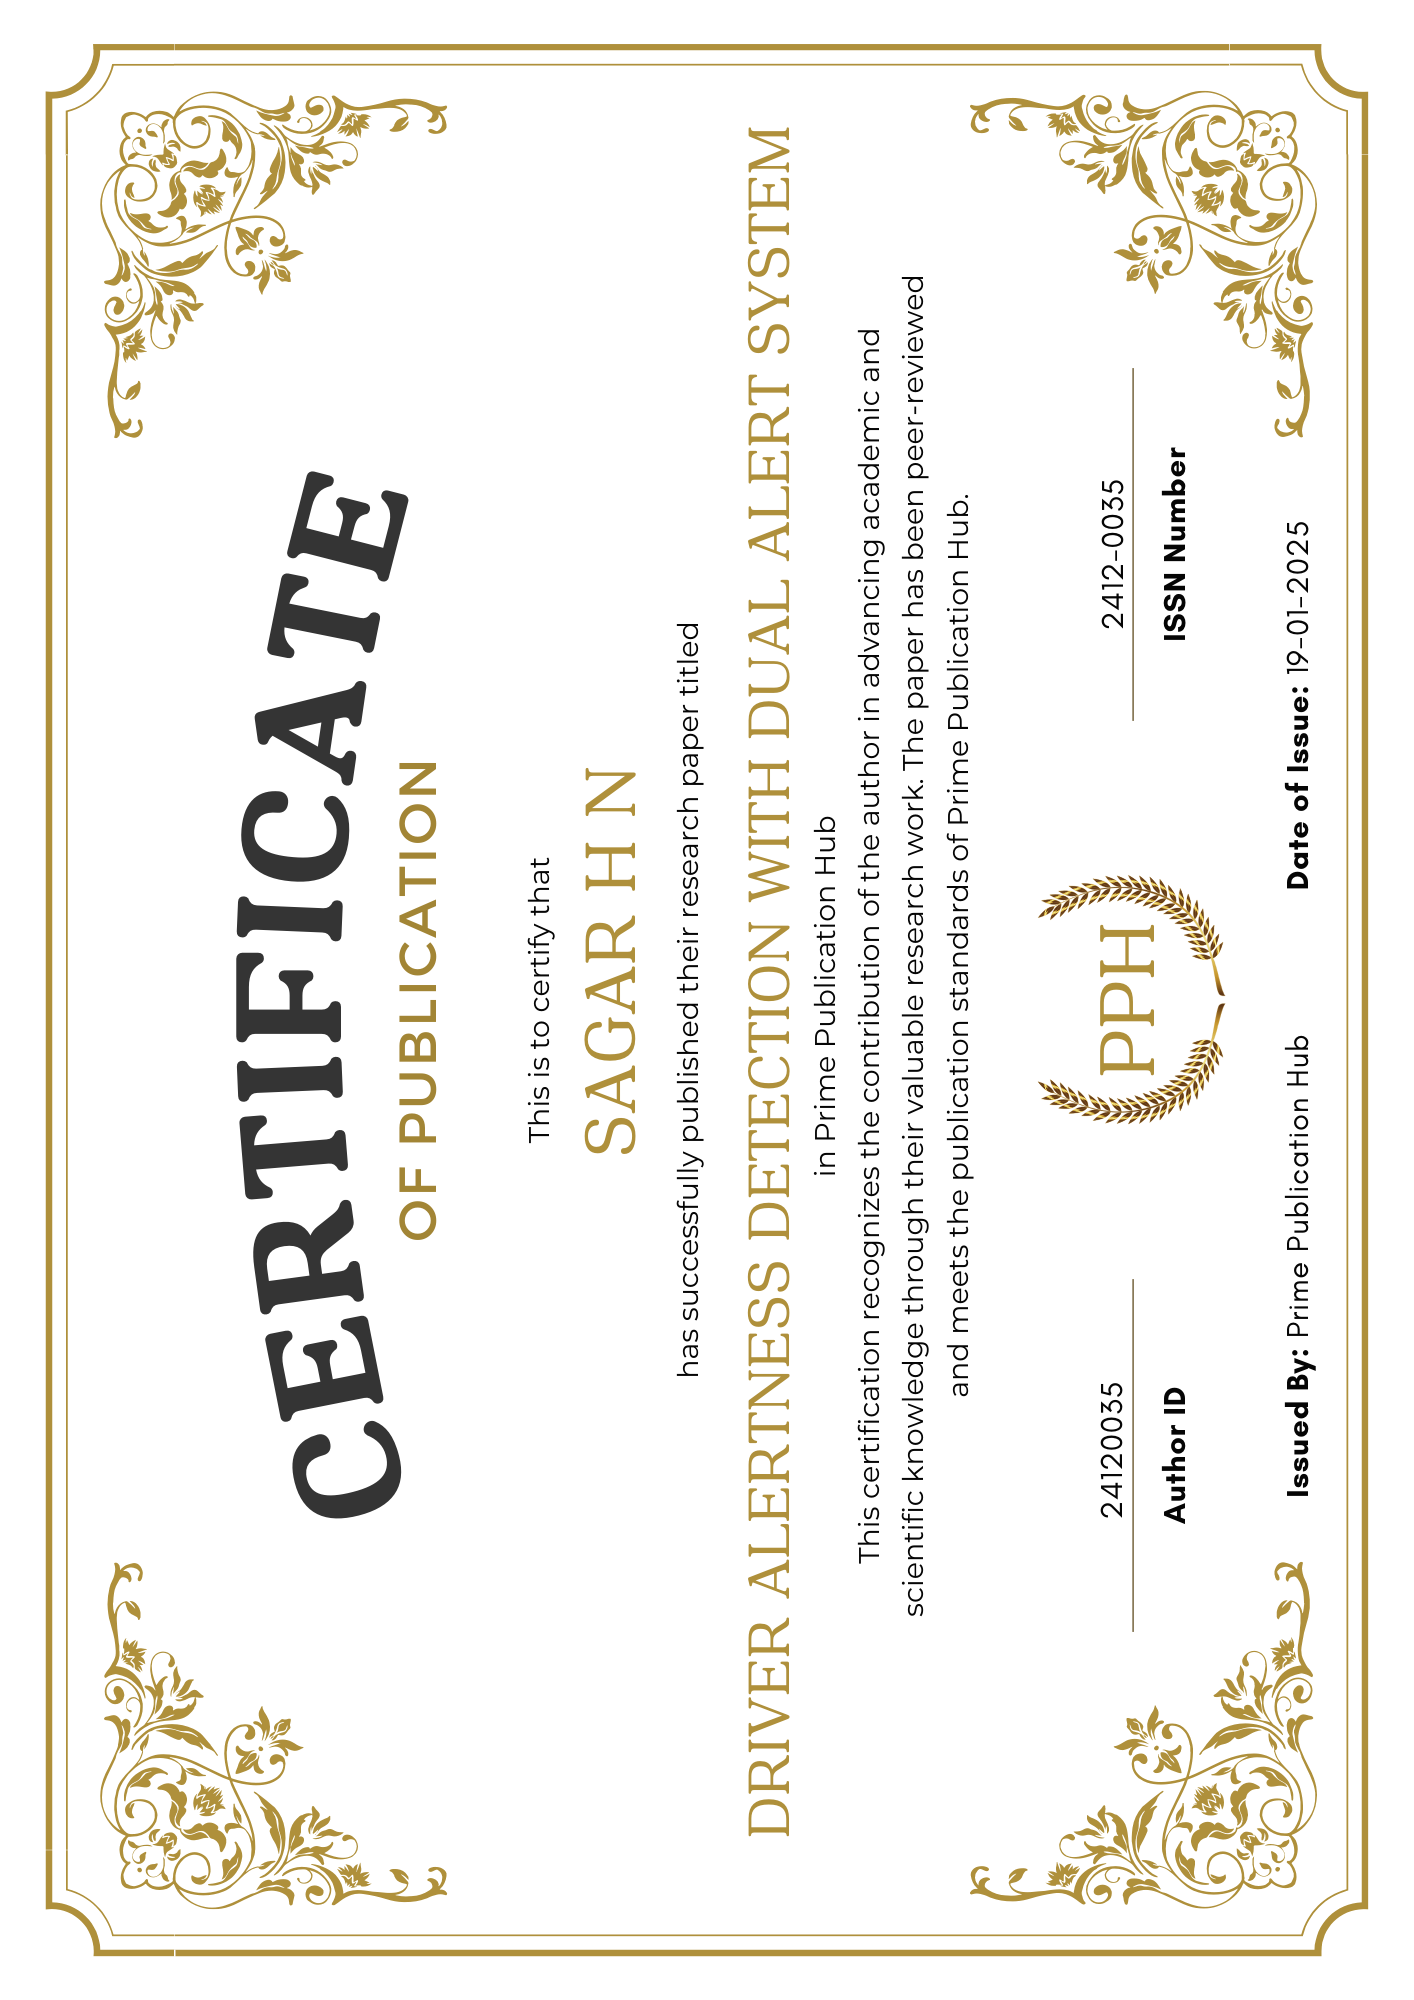 CERTIFICATE
OF PUBLICATION
This is to certify that
SAGAR H N
has successfully published their research paper titled
DRIVER ALERTNESS DETECTION WITH DUAL ALERT SYSTEM
in Prime Publication Hub
This certification recognizes the contribution of the author in advancing academic and
scientific knowledge through their valuable research work. The paper has been peer-reviewed
and meets the publication standards of Prime Publication Hub.
24120035
Author ID
PPH
2412-0035
ISSN Number
Issued By: Prime Publication Hub
Date of Issue: 19-01-2025